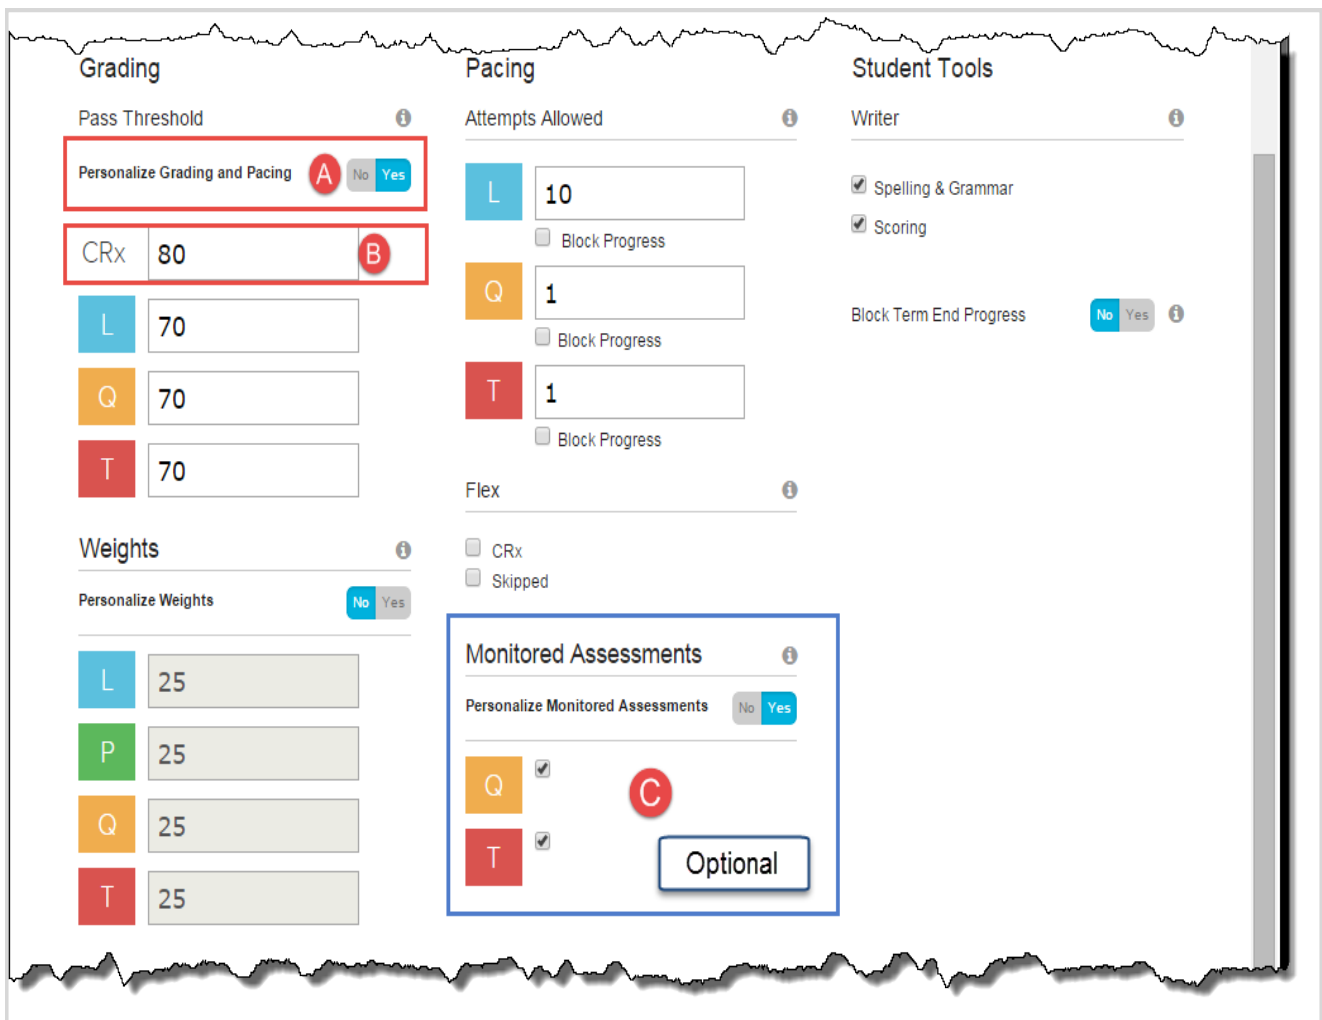 Grading
Pass Threshold
Personalize Grading and Pacing A No Yes
CRx 80 B
L 70
Q 70
T 70
Weights
Personalize Weights No Yes
L 25
P 25
Q 25
T 25
Pacing
Attempts Allowed
L 10
Block Progress
Q 1
Block Progress
T 1
Block Progress
Flex
CRx
Skipped
Monitored Assessments
Personalize Monitored Assessments No Yes
Q
C
T
Optional
Student Tools
Writer
Spelling & Grammar
Scoring
Block Term End Progress No Yes